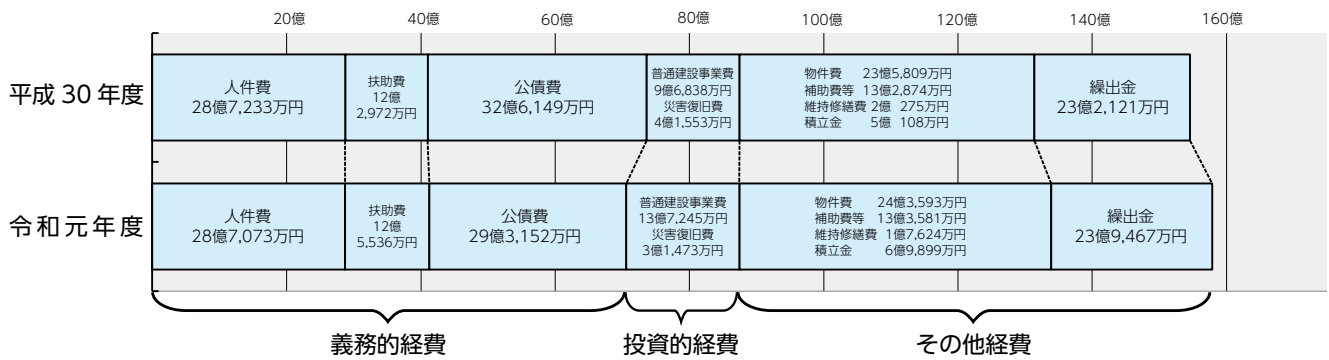 20億 40億 60億 80億 100億 120億 140億 160億
平成30年度
人件費
28億7,233万円
扶助費
12億
2,972万円
公債費
32億6,149万円
普通建設事業費
9億6,838万円
災害復旧費
4億1,553万円
物件費 23億5,809万円
補助費等 13億2,874万円
維持修繕費 2億 275万円
積立金 5億 108万円
繰出金
23億2,121万円
令和元年度
人件費
28億7,073万円
扶助費
12億
5,536万円
公債費
29億3,152万円
普通建設事業費
13億7,245万円
災害復旧費
3億1,473万円
物件費 24億3,593万円
補助費等 13億3,581万円
維持修繕費 1億7,624万円
積立金 6億9,899万円
繰出金
23億9,467万円
義務的経費 投資的経費 その他経費